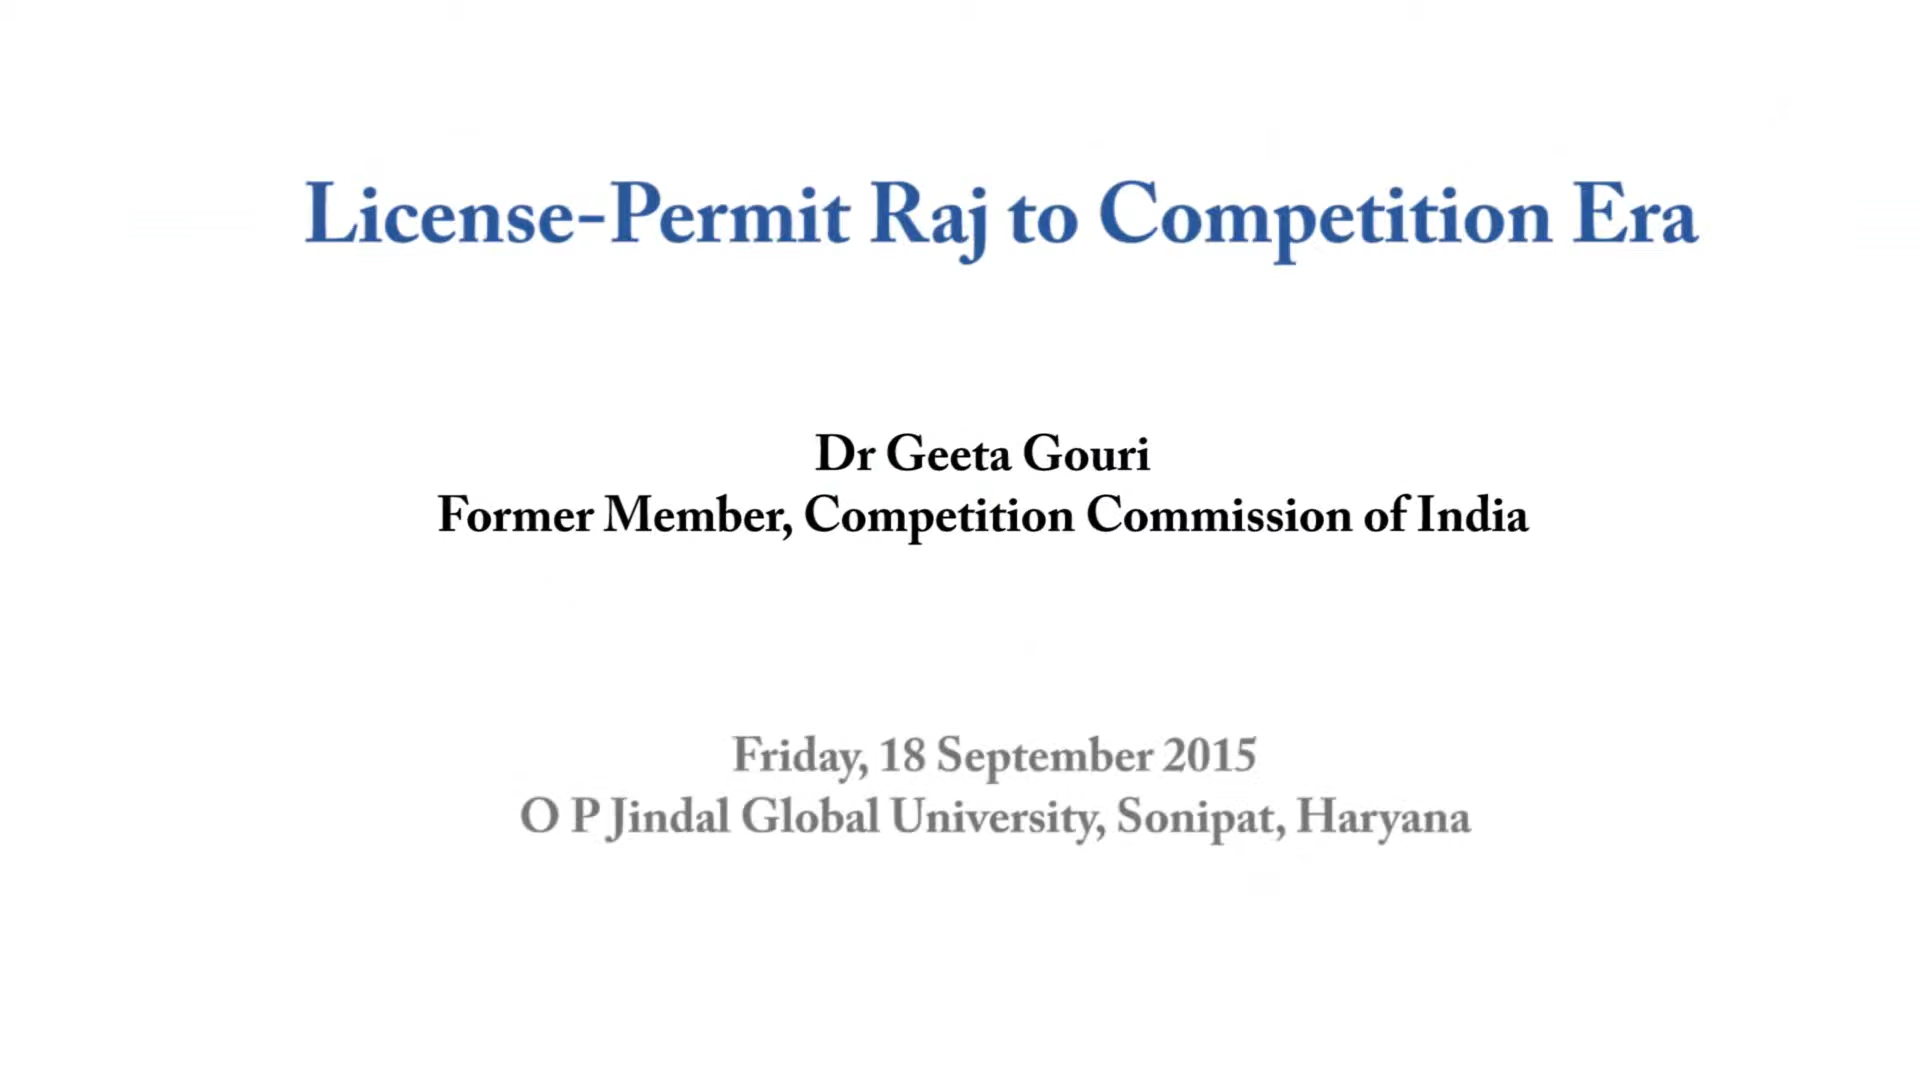 License-Permit Raj to Competition Era
Dr Geeta Gouri
Former Member, Competition Commission of India
Friday, 18 September 2015
O P Jindal Global University, Sonipat, Haryana